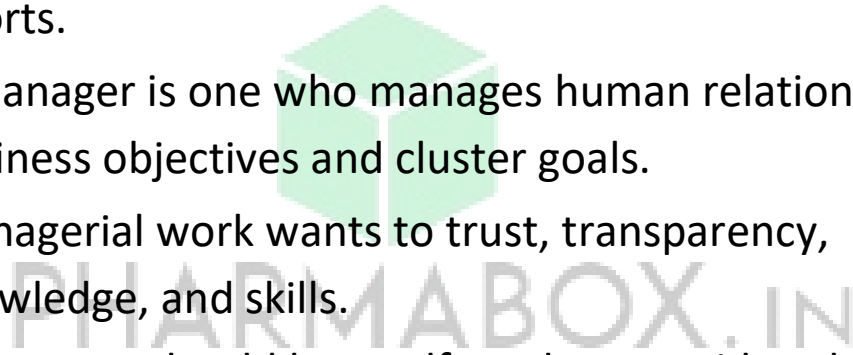 orts.
anager is one who manages human relation
iness objectives and cluster goals.
nagerial work wants to trust, transparency,
wledge, and skills.
PHARMABOX.IN